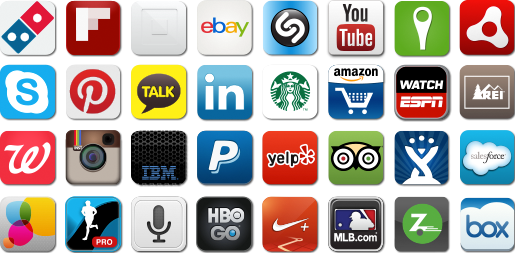 ebay
You
Tube
TALK
in
amazon
WATCH
ESPN
REI
W
IBM
P
yelp
salesforce
PRO
HBO
GO
MLB.com
Z
box